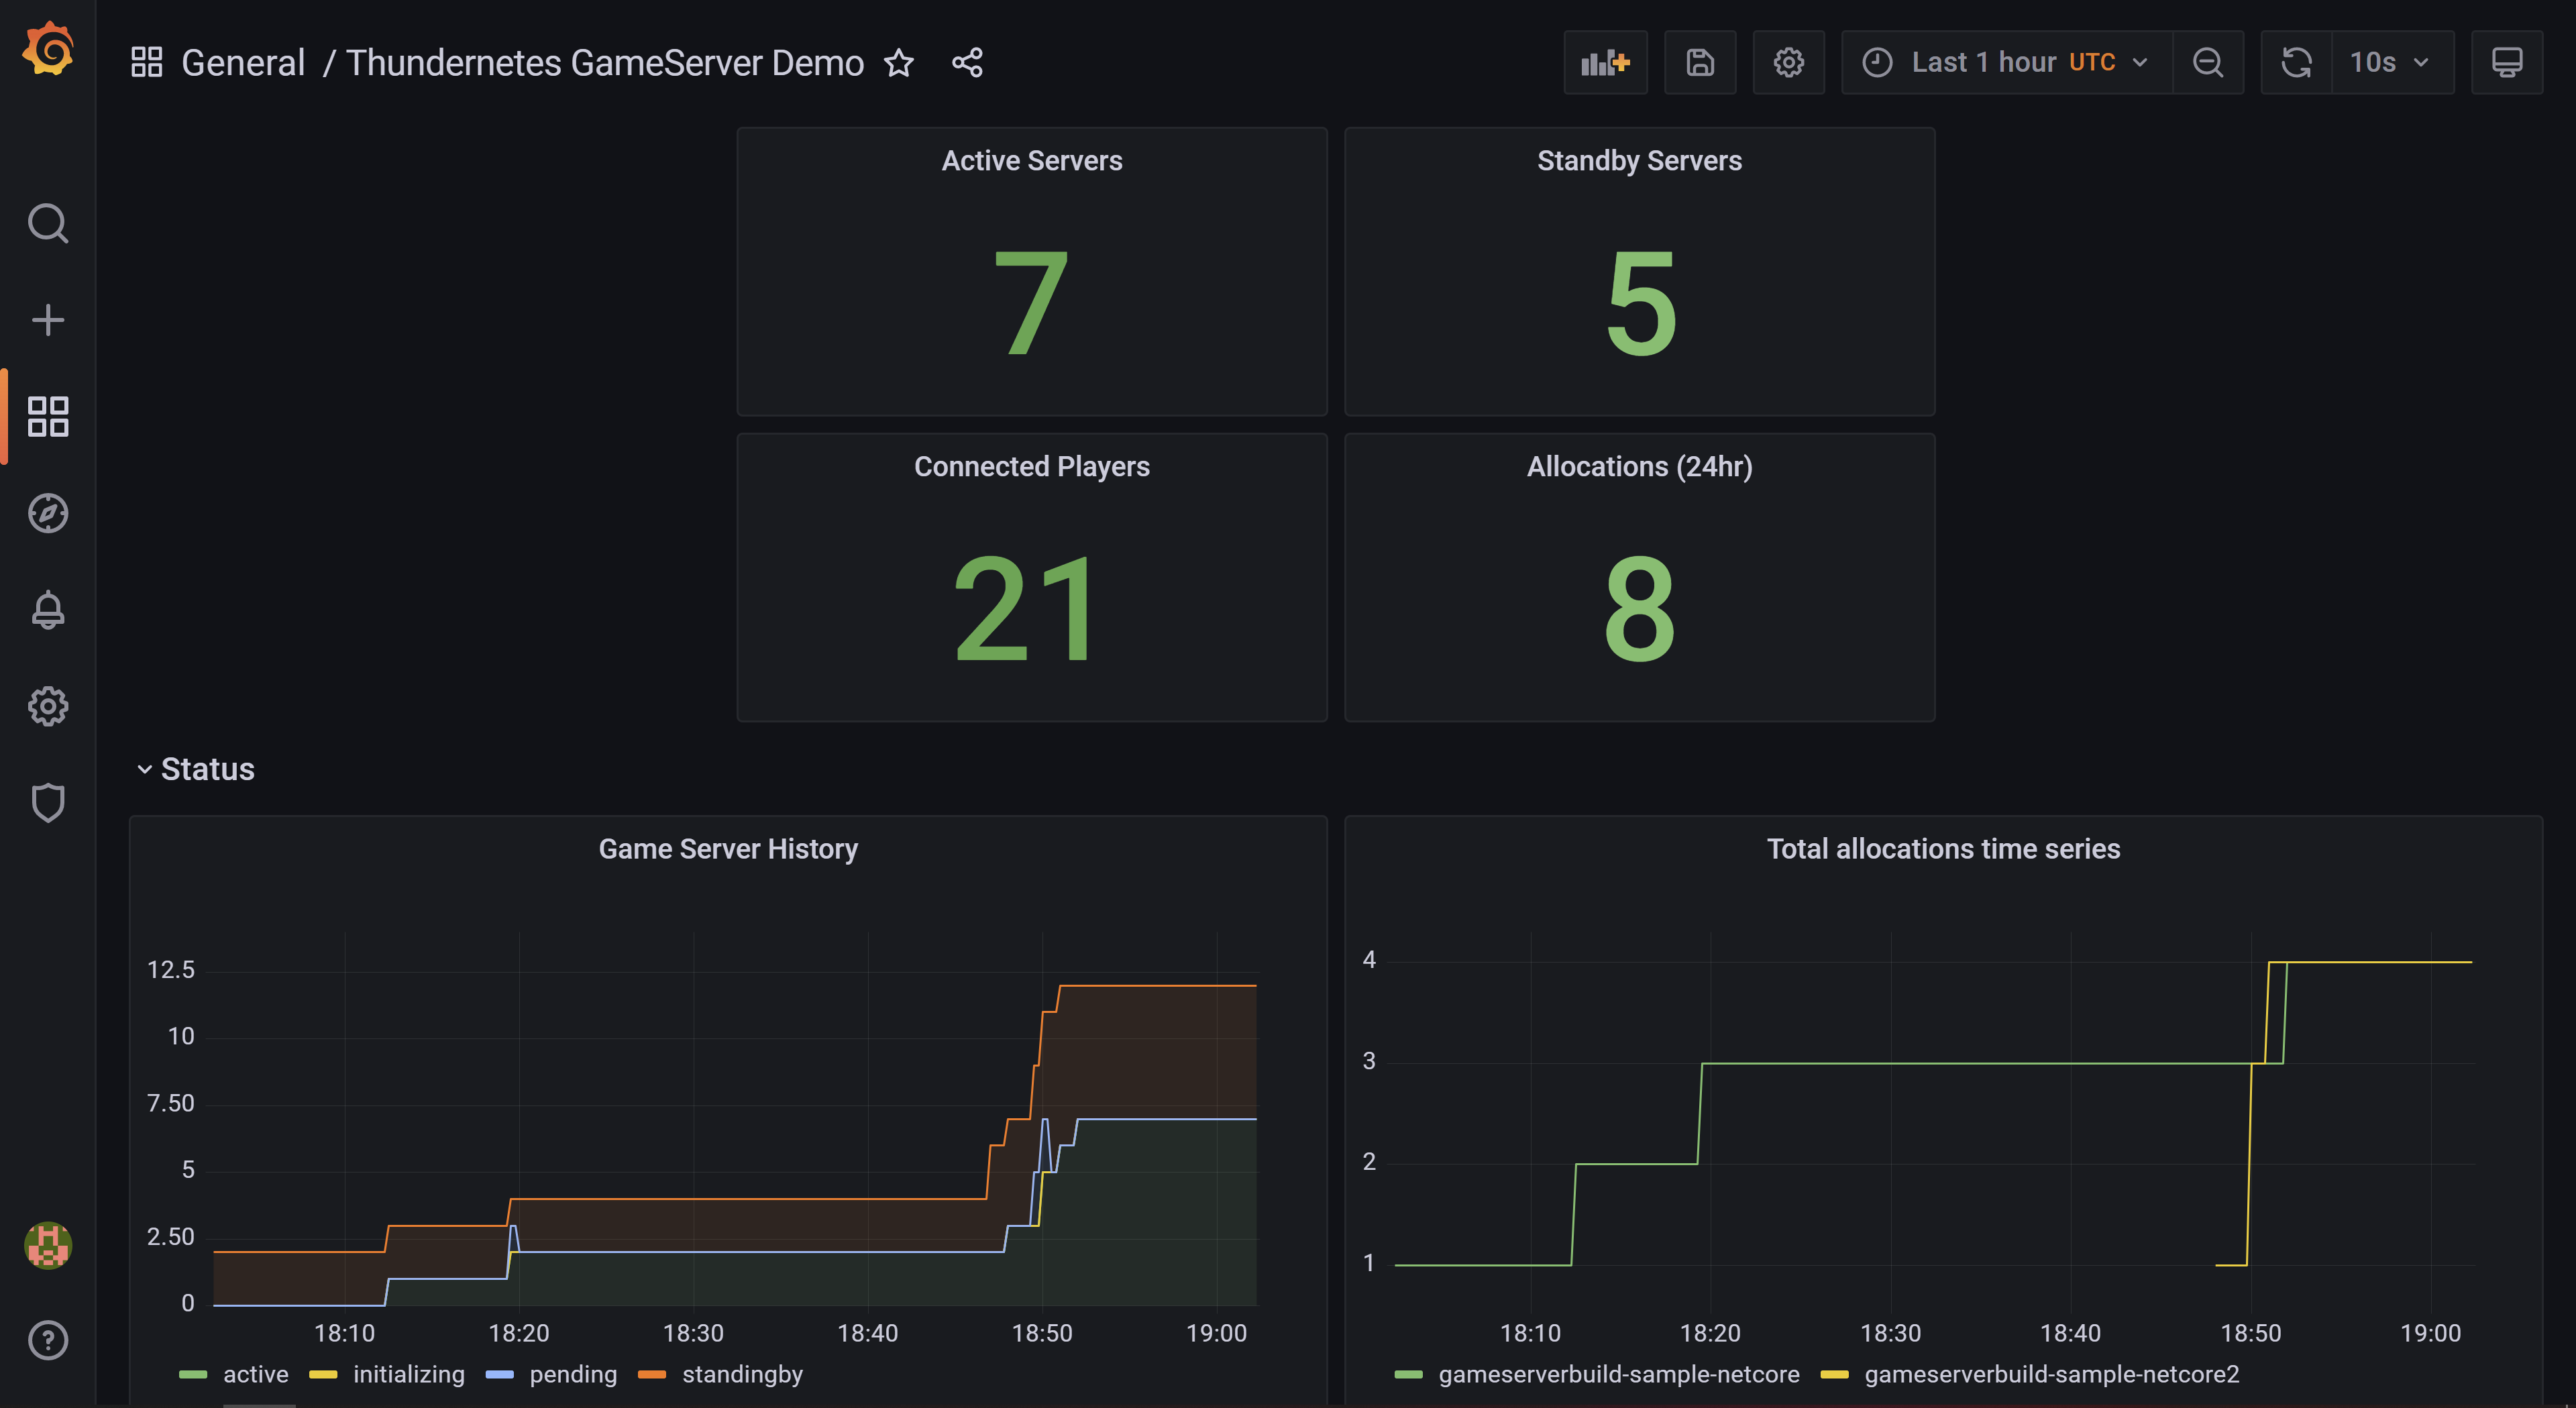 General / Thundernetes GameServer Demo
Last 1 hour UTC
10s
Active Servers
7
Standby Servers
5
Connected Players
21
Allocations (24hr)
8
Status
Game Server History
12.5
10
7.50
5
2.50
0
18:10 18:20 18:30 18:40 18:50 19:00
active initializing pending standingby
Total allocations time series
4
3
2
1
18:10 18:20 18:30 18:40 18:50 19:00
gameserverbuild-sample-netcore gameserverbuild-sample-netcore2